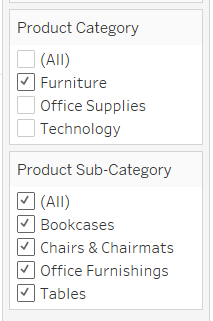 Product Category
(All)
Furniture
Office Supplies
Technology
Product Sub-Category
(All)
Bookcases
Chairs & Chairmats
Office Furnishings
Tables